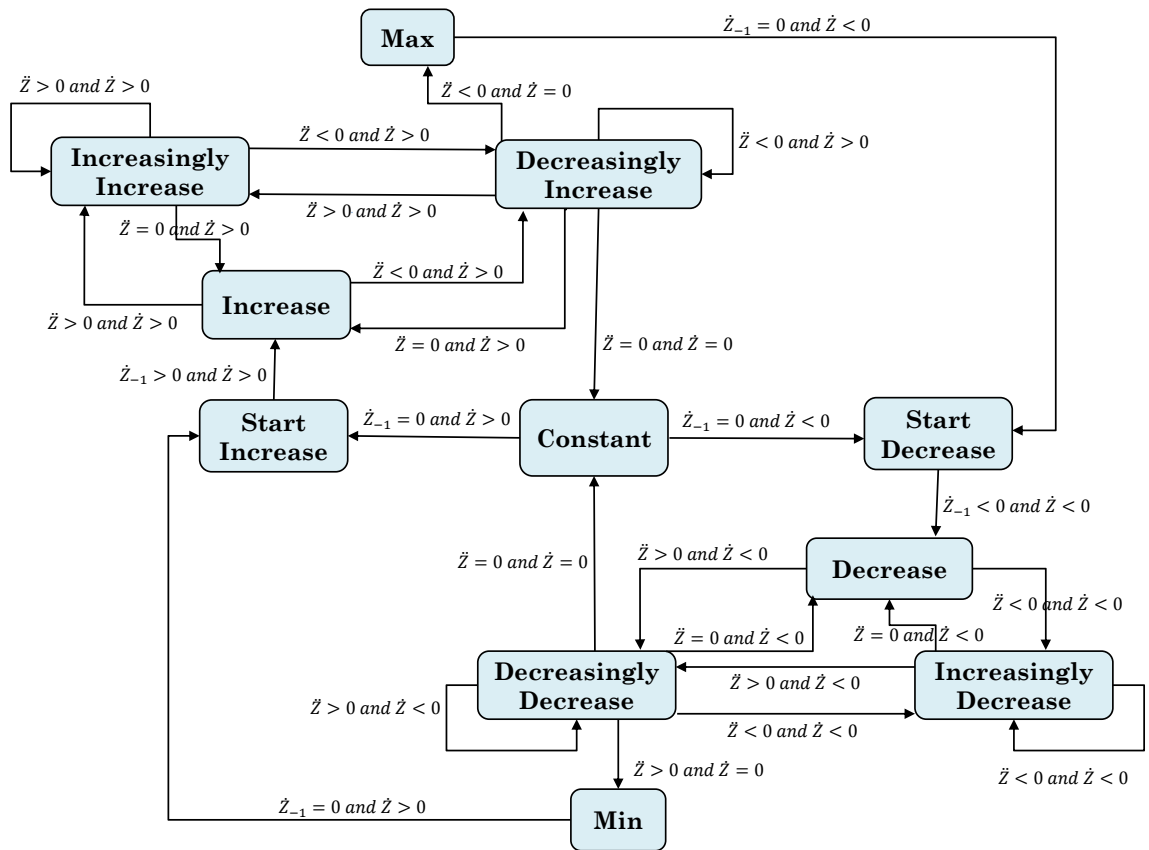 Ż₋₁ = 0 and Ż < 0
Max
Z̈ > 0 and Ż > 0
Z̈ < 0 and Ż = 0
Z̈ < 0 and Ż > 0
Z̈ < 0 and Ż > 0
Increasingly
Increase
Decreasingly
Increase
Z̈ > 0 and Ż > 0
Z̈ = 0 and Ż > 0
Z̈ < 0 and Ż > 0
Increase
Z̈ > 0 and Ż > 0
Z̈ = 0 and Ż > 0
Z̈ = 0 and Ż = 0
Ż₋₁ > 0 and Ż > 0
Start
Increase
Ż₋₁ = 0 and Ż > 0
Constant
Ż₋₁ = 0 and Ż < 0
Start
Decrease
Ż₋₁ < 0 and Ż < 0
Z̈ = 0 and Ż = 0
Z̈ > 0 and Ż < 0
Decrease
Z̈ < 0 and Ż < 0
Z̈ = 0 and Ż < 0
Z̈ = 0 and Ż < 0
Decreasingly
Decrease
Z̈ > 0 and Ż < 0
Increasingly
Decrease
Z̈ > 0 and Ż < 0
Z̈ < 0 and Ż < 0
Z̈ > 0 and Ż = 0
Z̈ < 0 and Ż < 0
Ż₋₁ = 0 and Ż > 0
Min